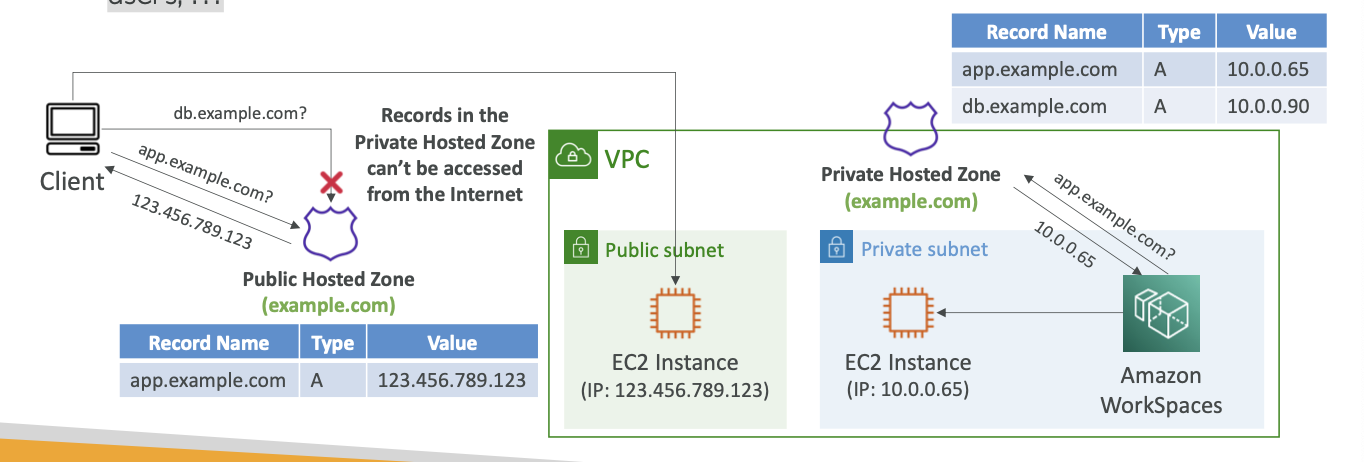 Record Name Type Value
app.example.com A 10.0.0.65
db.example.com A 10.0.0.90
db.example.com?
Records in the
Private Hosted Zone
can't be accessed
from the Internet
Client
app.example.com?
123.456.789.123
Public Hosted Zone
(example.com)
Record Name Type Value
app.example.com A 123.456.789.123
VPC
Private Hosted Zone
(example.com)
app.example.com?
10.0.0.65
Public subnet
EC2 Instance
(IP: 123.456.789.123)
Private subnet
EC2 Instance
(IP: 10.0.0.65)
Amazon
WorkSpaces